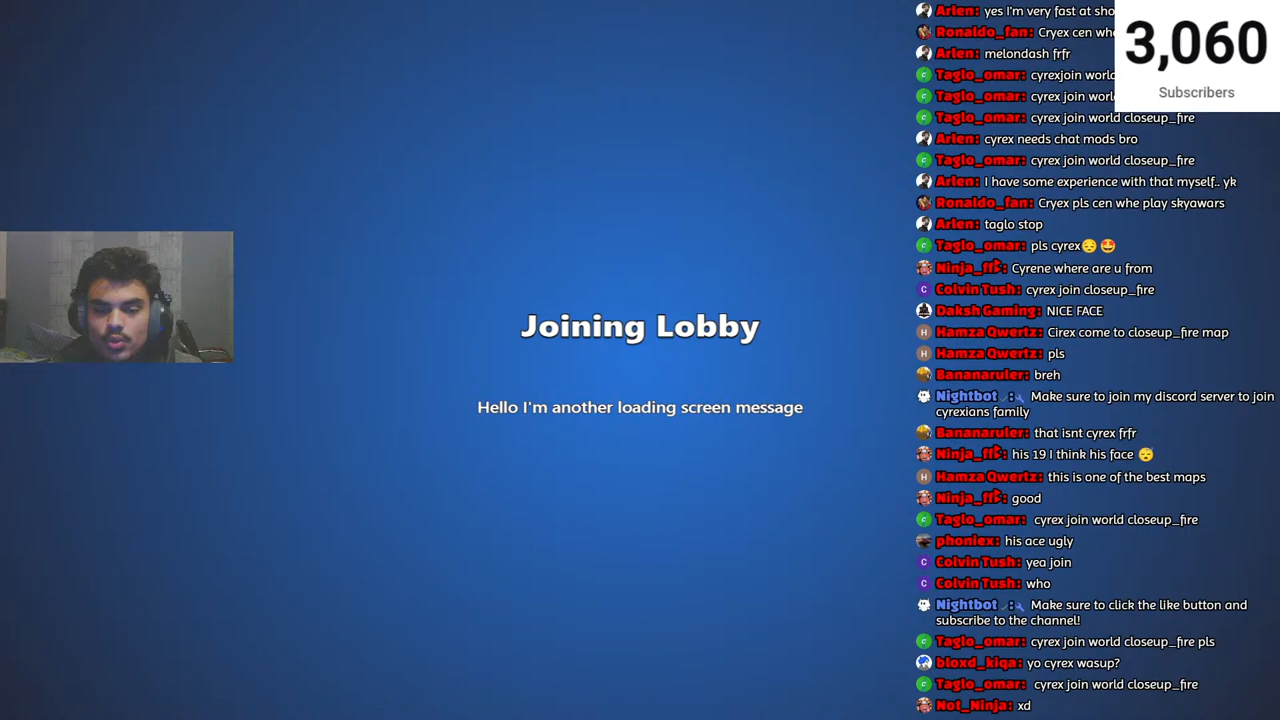 Arlen: yes I'm very fast at sho
Ronaldo_fan: Cryex cen whe
Arlen: melondash frfr
Taglo_omar: cyrexjoin world
Taglo_omar: cyrex join worl
Taglo_omar: cyrex join world closeup_fire
Arlen: cyrex needs chat mods bro
Taglo_omar: cyrex join world closeup_fire
Arlen: I have some experience with that myself.. yk
Ronaldo_fan: Cryex pls cen whe play skyawars
Arlen: taglo stop
Taglo_omar: pls cyrex😔 🤩
Ninja_ff: Cyrene where are u from
Colvin Tush: cyrex join closeup_fire
Daksh Gaming: NICE FACE
Hamza Qwertz: Cirex come to closeup_fire map
Hamza Qwertz: pls
Bananaruler: breh
Nightbot: Make sure to join my discord server to join
cyrexians family
Bananaruler: that isnt cyrex frfr
Ninja_ff: his 19 I think his face 😴
Hamza Qwertz: this is one of the best maps
Ninja_ff: good
Taglo_omar: cyrex join world closeup_fire
phoniex: his ace ugly
Colvin Tush: yea join
Colvin Tush: who
Nightbot: Make sure to click the like button and
subscribe to the channel!
Taglo_omar: cyrex join world closeup_fire pls
bloxd_kiqa: yo cyrex wasup?
Taglo_omar: cyrex join world closeup_fire
Not_Ninja: xd
3,060
Subscribers
Joining Lobby
Hello I'm another loading screen message